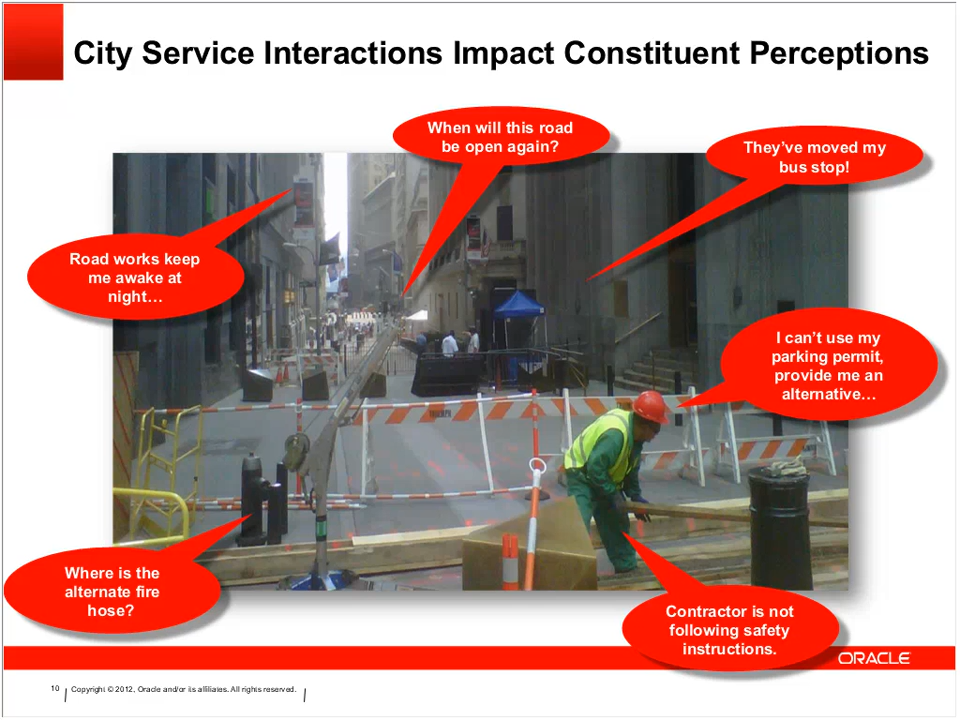 City Service Interactions Impact Constituent Perceptions
When will this road
be open again?
They’ve moved my
bus stop!
Road works keep
me awake at
night…
I can’t use my
parking permit,
provide me an
alternative…
Where is the
alternate fire
hose?
Contractor is not
following safety
instructions.
ORACLE
10
Copyright © 2012, Oracle and/or its affiliates. All rights reserved.